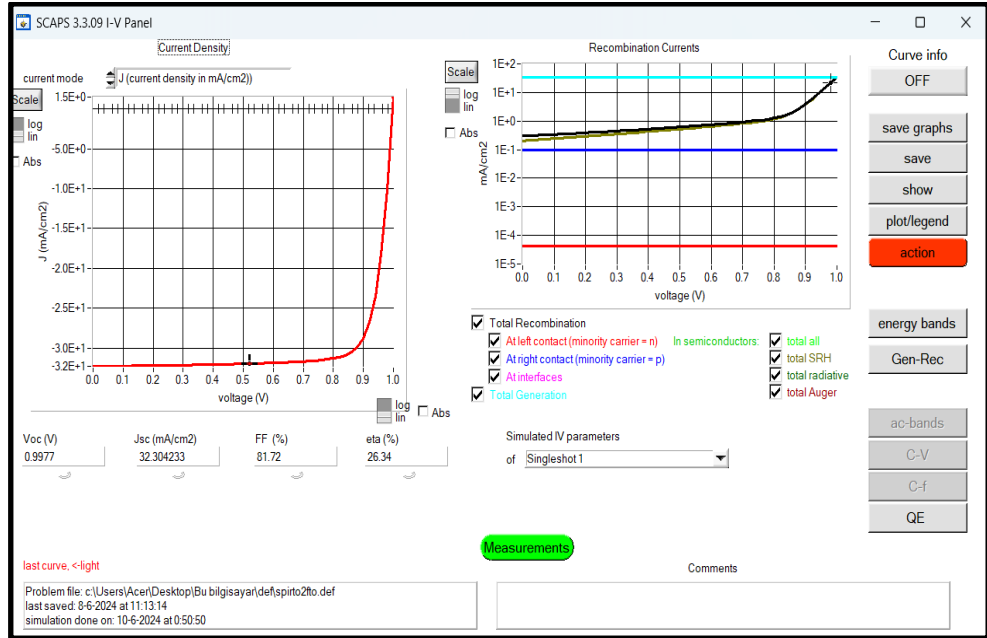 SCAPS 3.3.09 I-V Panel
Current Density
current mode
J (current density in mA/cm2))
Scale
log
lin
Abs
1.5E+0
-5.0E+0
-1.0E+1
-1.5E+1
-2.0E+1
-2.5E+1
-3.0E+1
-3.2E+1
J (mA/cm2)
0.0 0.1 0.2 0.3 0.4 0.5 0.6 0.7 0.8 0.9 1.0
voltage (V)
log
lin
Abs
Recombination Currents
Scale
log
lin
Abs
1E+2
1E+1
1E+0
1E-1
1E-2
1E-3
1E-4
1E-5
mA/cm2
0.0 0.1 0.2 0.3 0.4 0.5 0.6 0.7 0.8 0.9 1.0
voltage (V)
Total Recombination
At left contact (minority carrier = n)
At right contact (minority carrier = p)
At interfaces
Total Generation
In semiconductors:
total all
total SRH
total radiative
total Auger
Voc (V) Jsc (mA/cm2) FF (%) eta (%)
0.9977 32.304233 81.72 26.34
Simulated IV parameters
of Singleshot 1
Curve info
OFF
save graphs
save
show
plot/legend
action
energy bands
Gen-Rec
ac-bands
C-V
C-f
QE
Measurements
last curve, <-light
Problem file: c:\Users\Acer\Desktop\Bu bilgisayar\def\spirto2fto.def
last saved: 8-6-2024 at 11:13:14
simulation done on: 10-6-2024 at 0:50:50
Comments